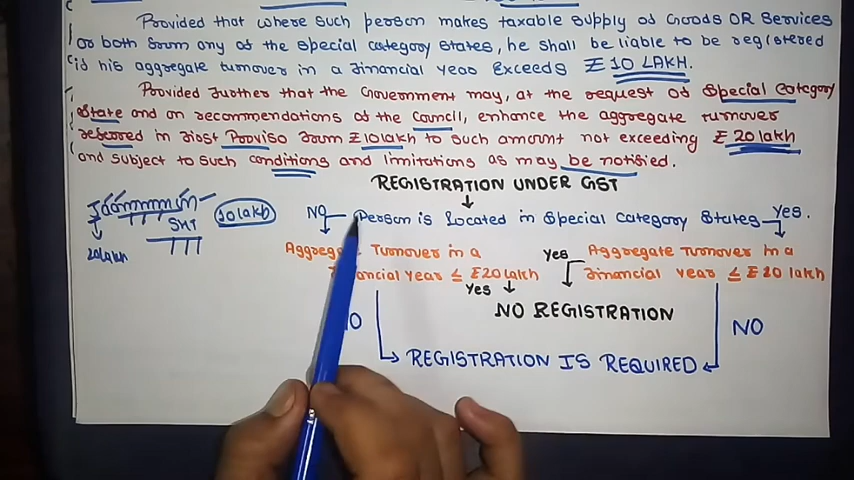 Provided that where such person makes taxable supply of Goods OR Services
or both from any of the special category states, he shall be liable to be registered
if his aggregate turnover in a financial year exceeds ₹ 10 LAKH.
Provided further that the Government may, at the request of Special Category
State and on recommendations of the Council, enhance the aggregate turnover
referred in first Proviso from ₹10lakh to such amount not exceeding ₹ 20 lakh
and subject to such conditions and limitations as may be notified.
REGISTRATION UNDER GST
NO Person is Located in Special Category States Yes.
SMT
10 lakh
20 lakh
Aggregate Turnover in a
Financial Year ≤ ₹20 lakh
Yes
Yes Aggregate Turnover in a
financial year ≤ ₹10 lakh
NO REGISTRATION
NO
NO
REGISTRATION IS REQUIRED